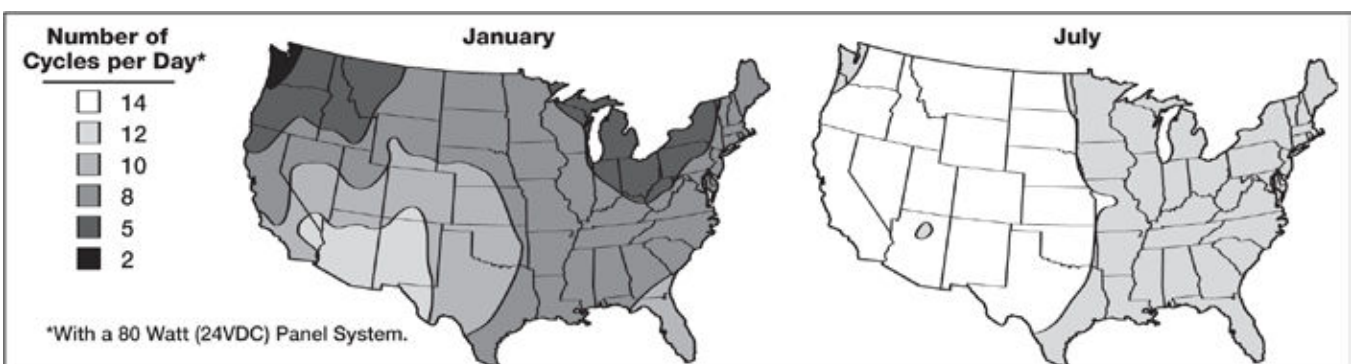 Number of
Cycles per Day*
14
12
10
8
5
2
*With a 80 Watt (24VDC) Panel System.
January
July